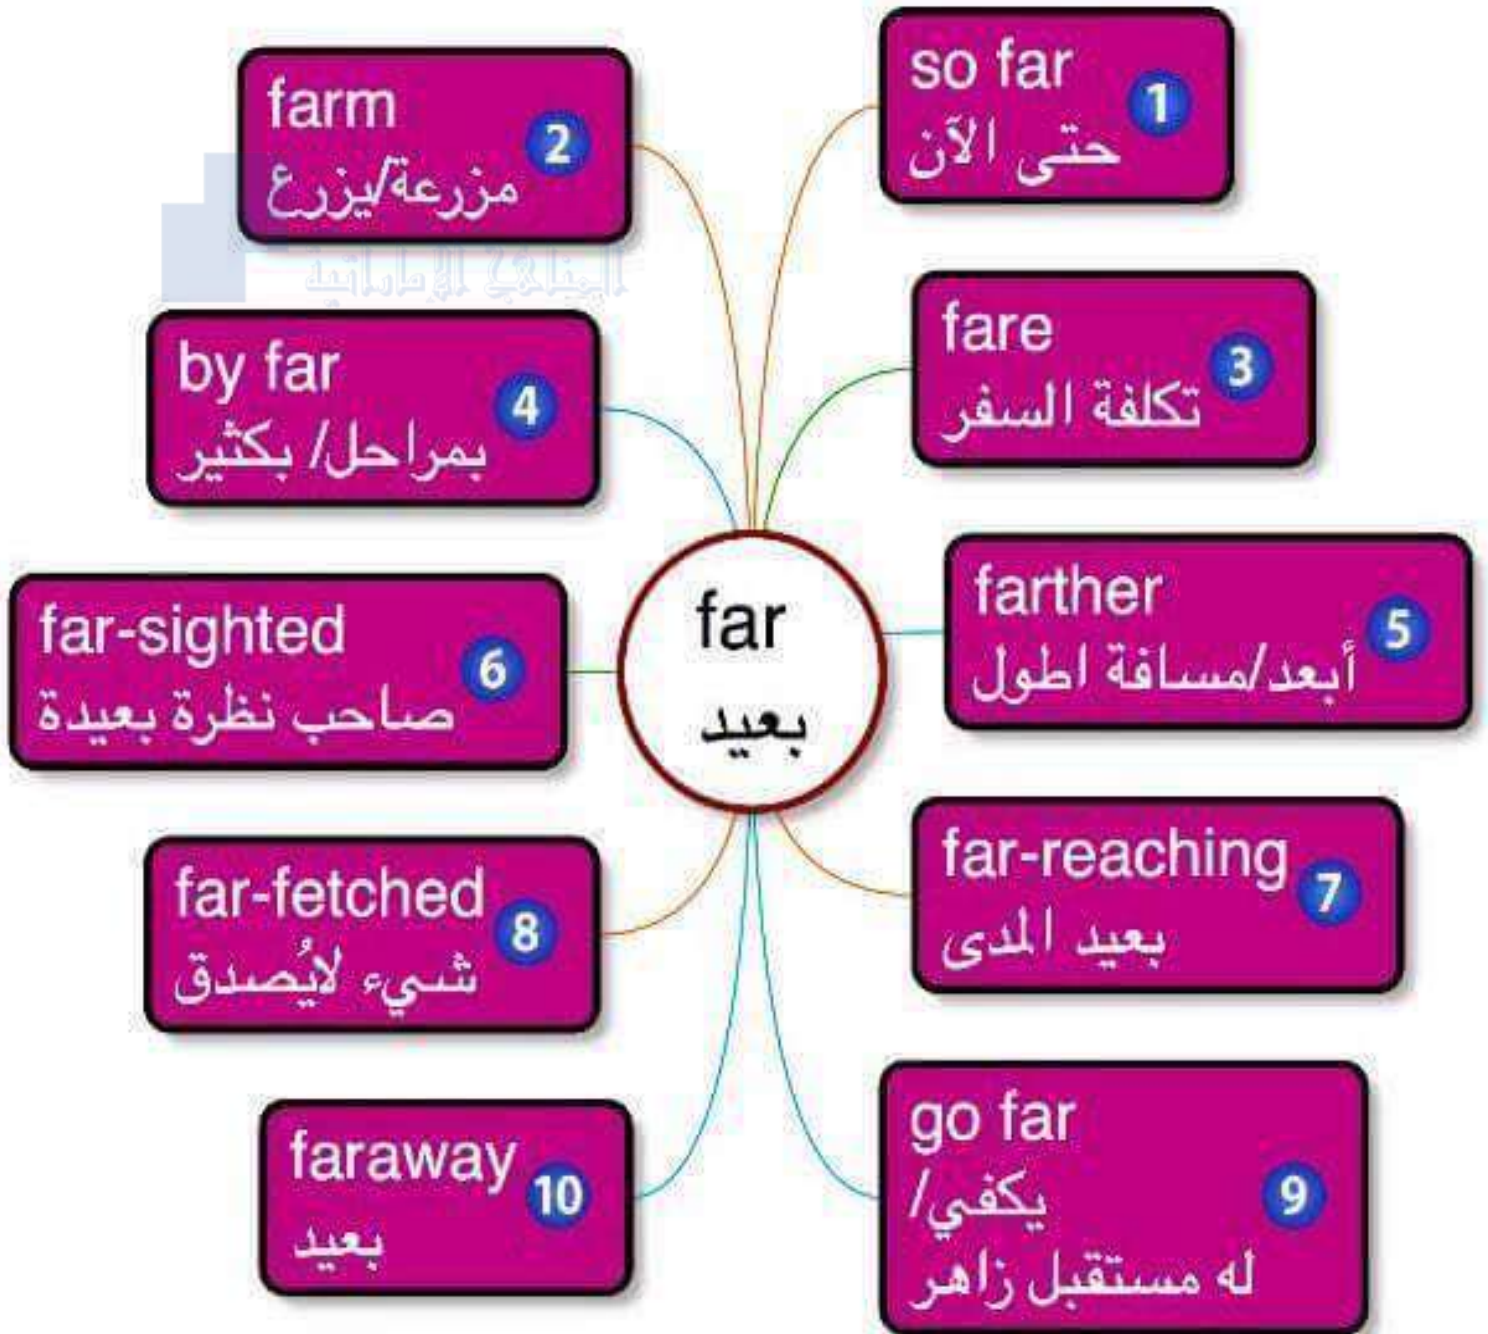 far
بعيد
so far
حتى الآن
1
farm
مزرعة/يزرع
2
المناهج الإماراتية
fare
تكلفة السفر
3
by far
بمراحل/ بكثير
4
farther
أبعد/مسافة اطول
5
far-sighted
صاحب نظرة بعيدة
6
far-reaching
بعيد المدى
7
far-fetched
شيء لايُصدق
8
go far
يكفي/
له مستقبل زاهر
9
faraway
بعيد
10